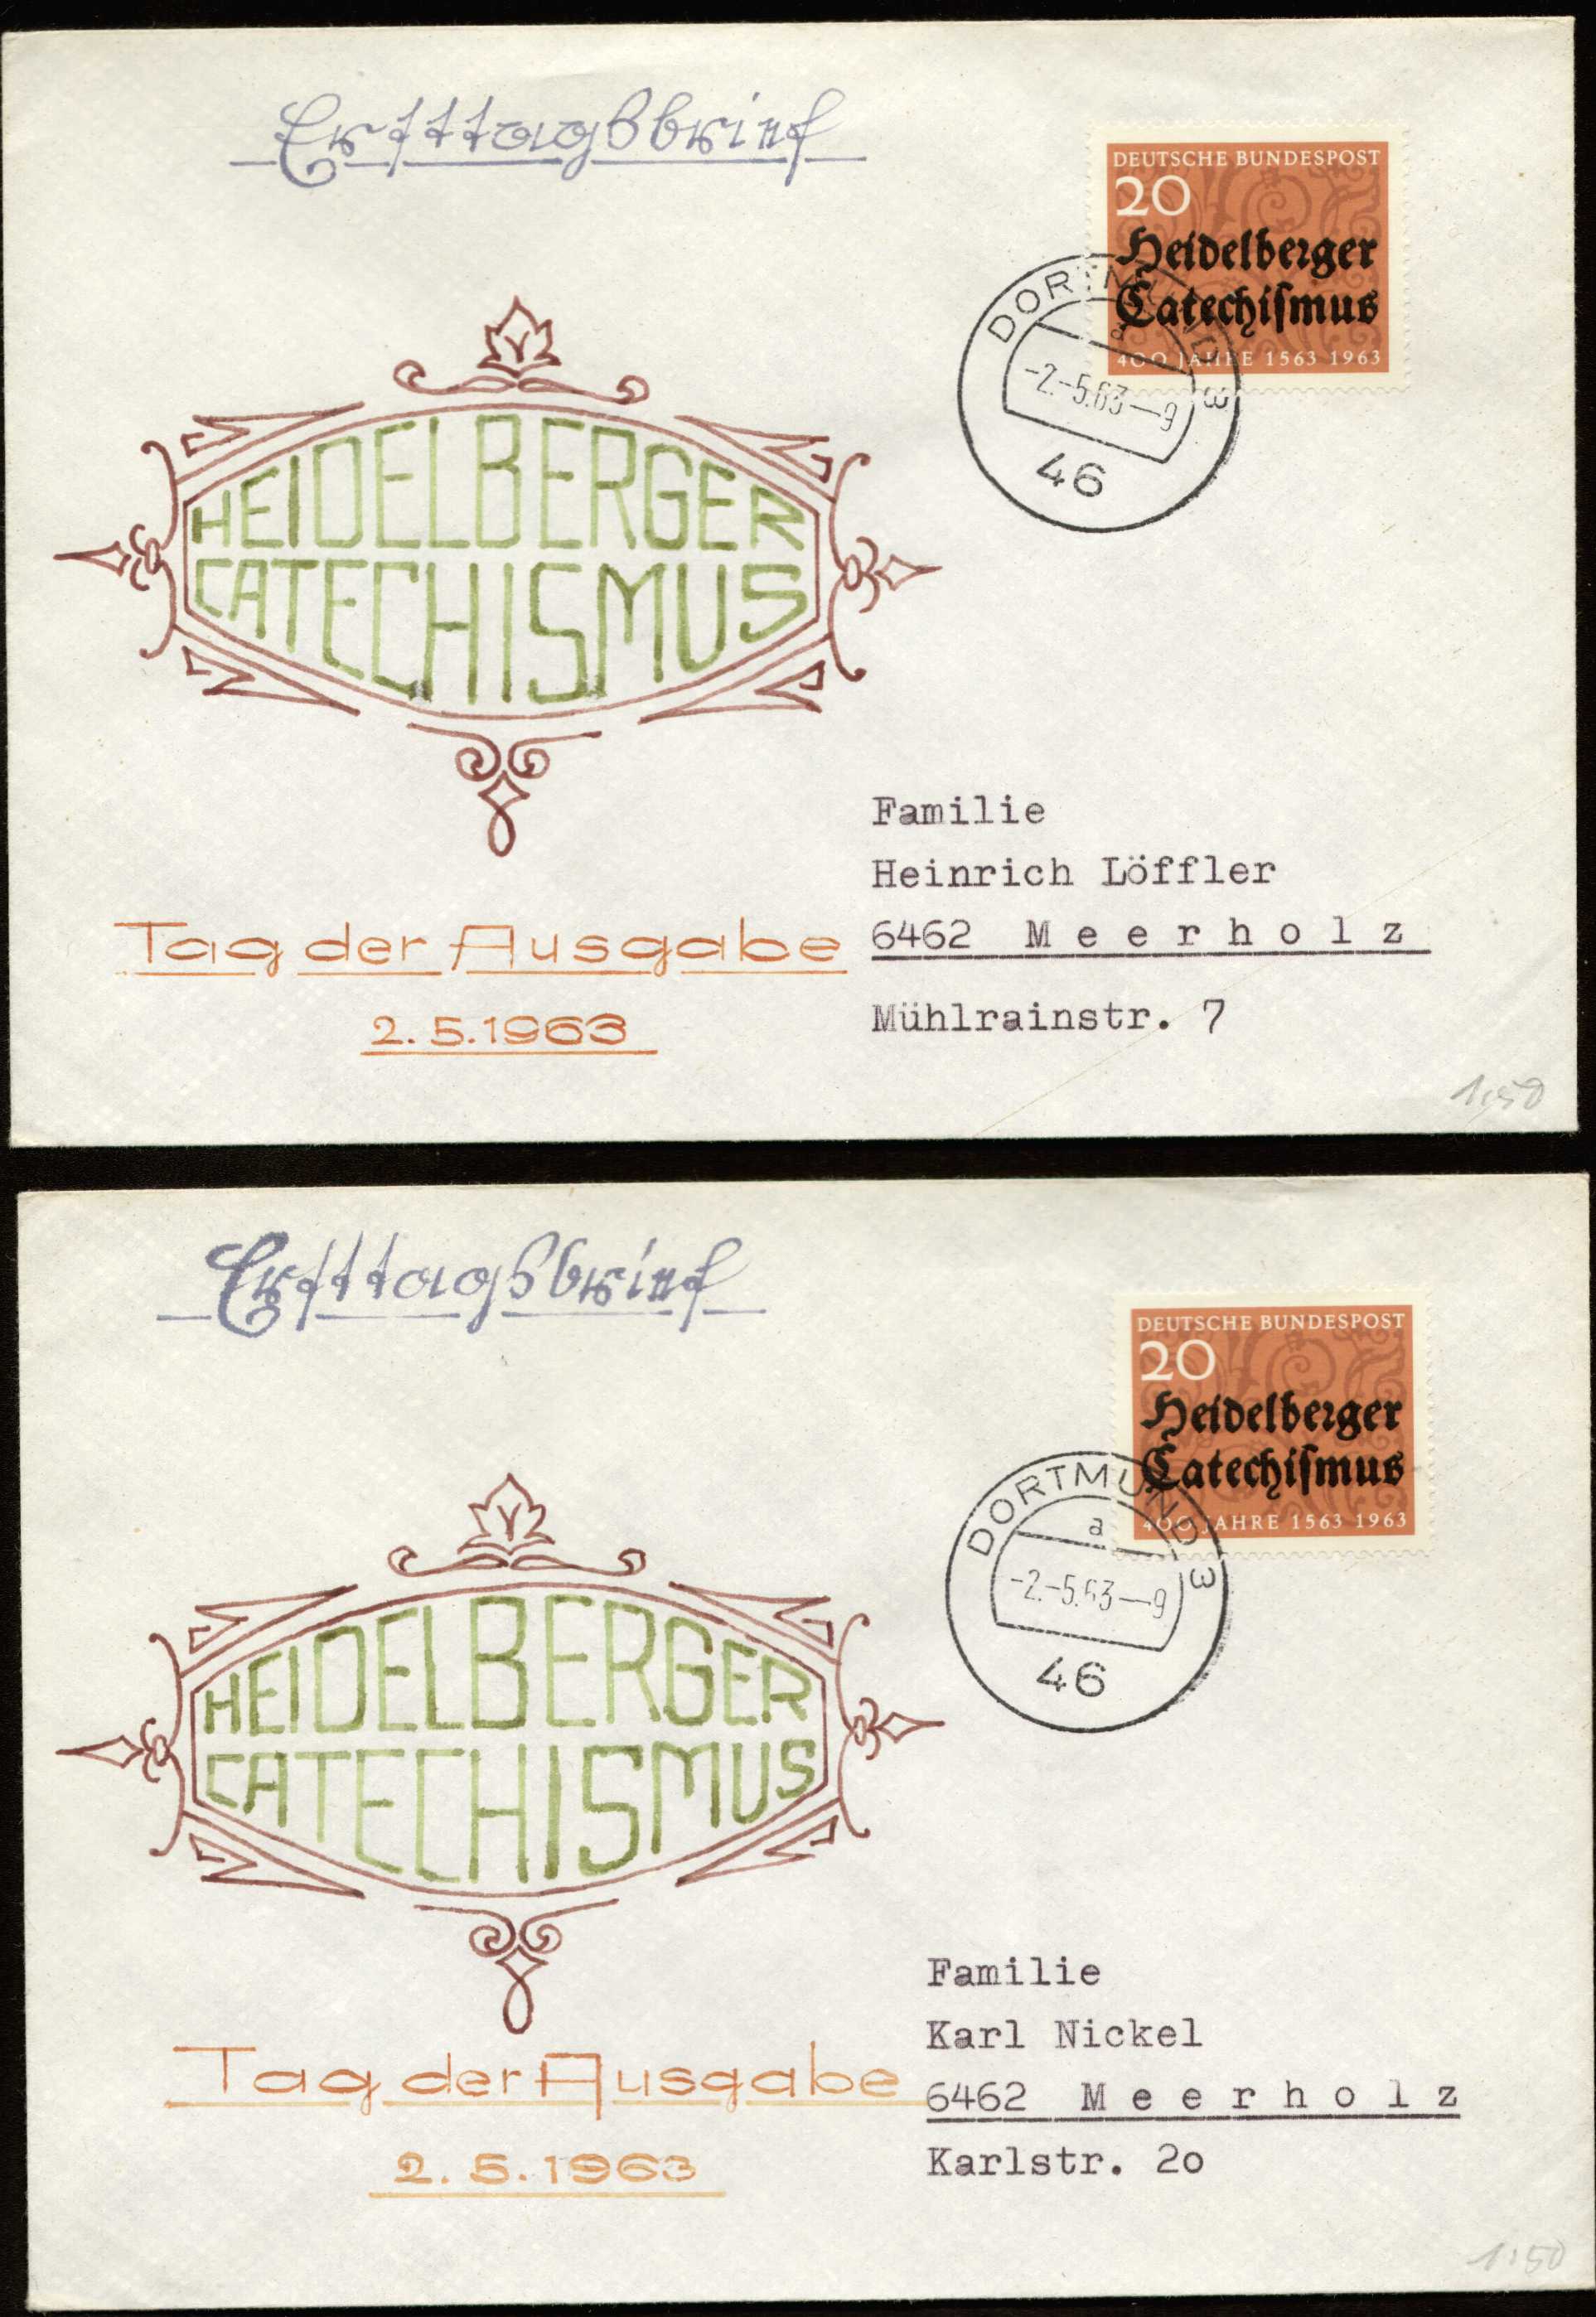 Ersttagsbrief
DEUTSCHE BUNDESPOST
20
Heidelberger
Catechiſmus
400 JAHRE 1563 1963
DORTMUND 3
a
-2.-5.63--9
46
HEIDELBERGER
CATECHISMUS
Familie
Heinrich Löffler
6462 Meerholz
Mühlrainstr. 7
Tag der Ausgabe
2.5.1963
1,50
Ersttagsbrief
DEUTSCHE BUNDESPOST
20
Heidelberger
Catechiſmus
400 JAHRE 1563 1963
DORTMUND 3
a
-2.-5.63--9
46
HEIDELBERGER
CATECHISMUS
Familie
Karl Nickel
6462 Meerholz
Karlstr. 2o
Tag der Ausgabe
2.5.1963
1,50